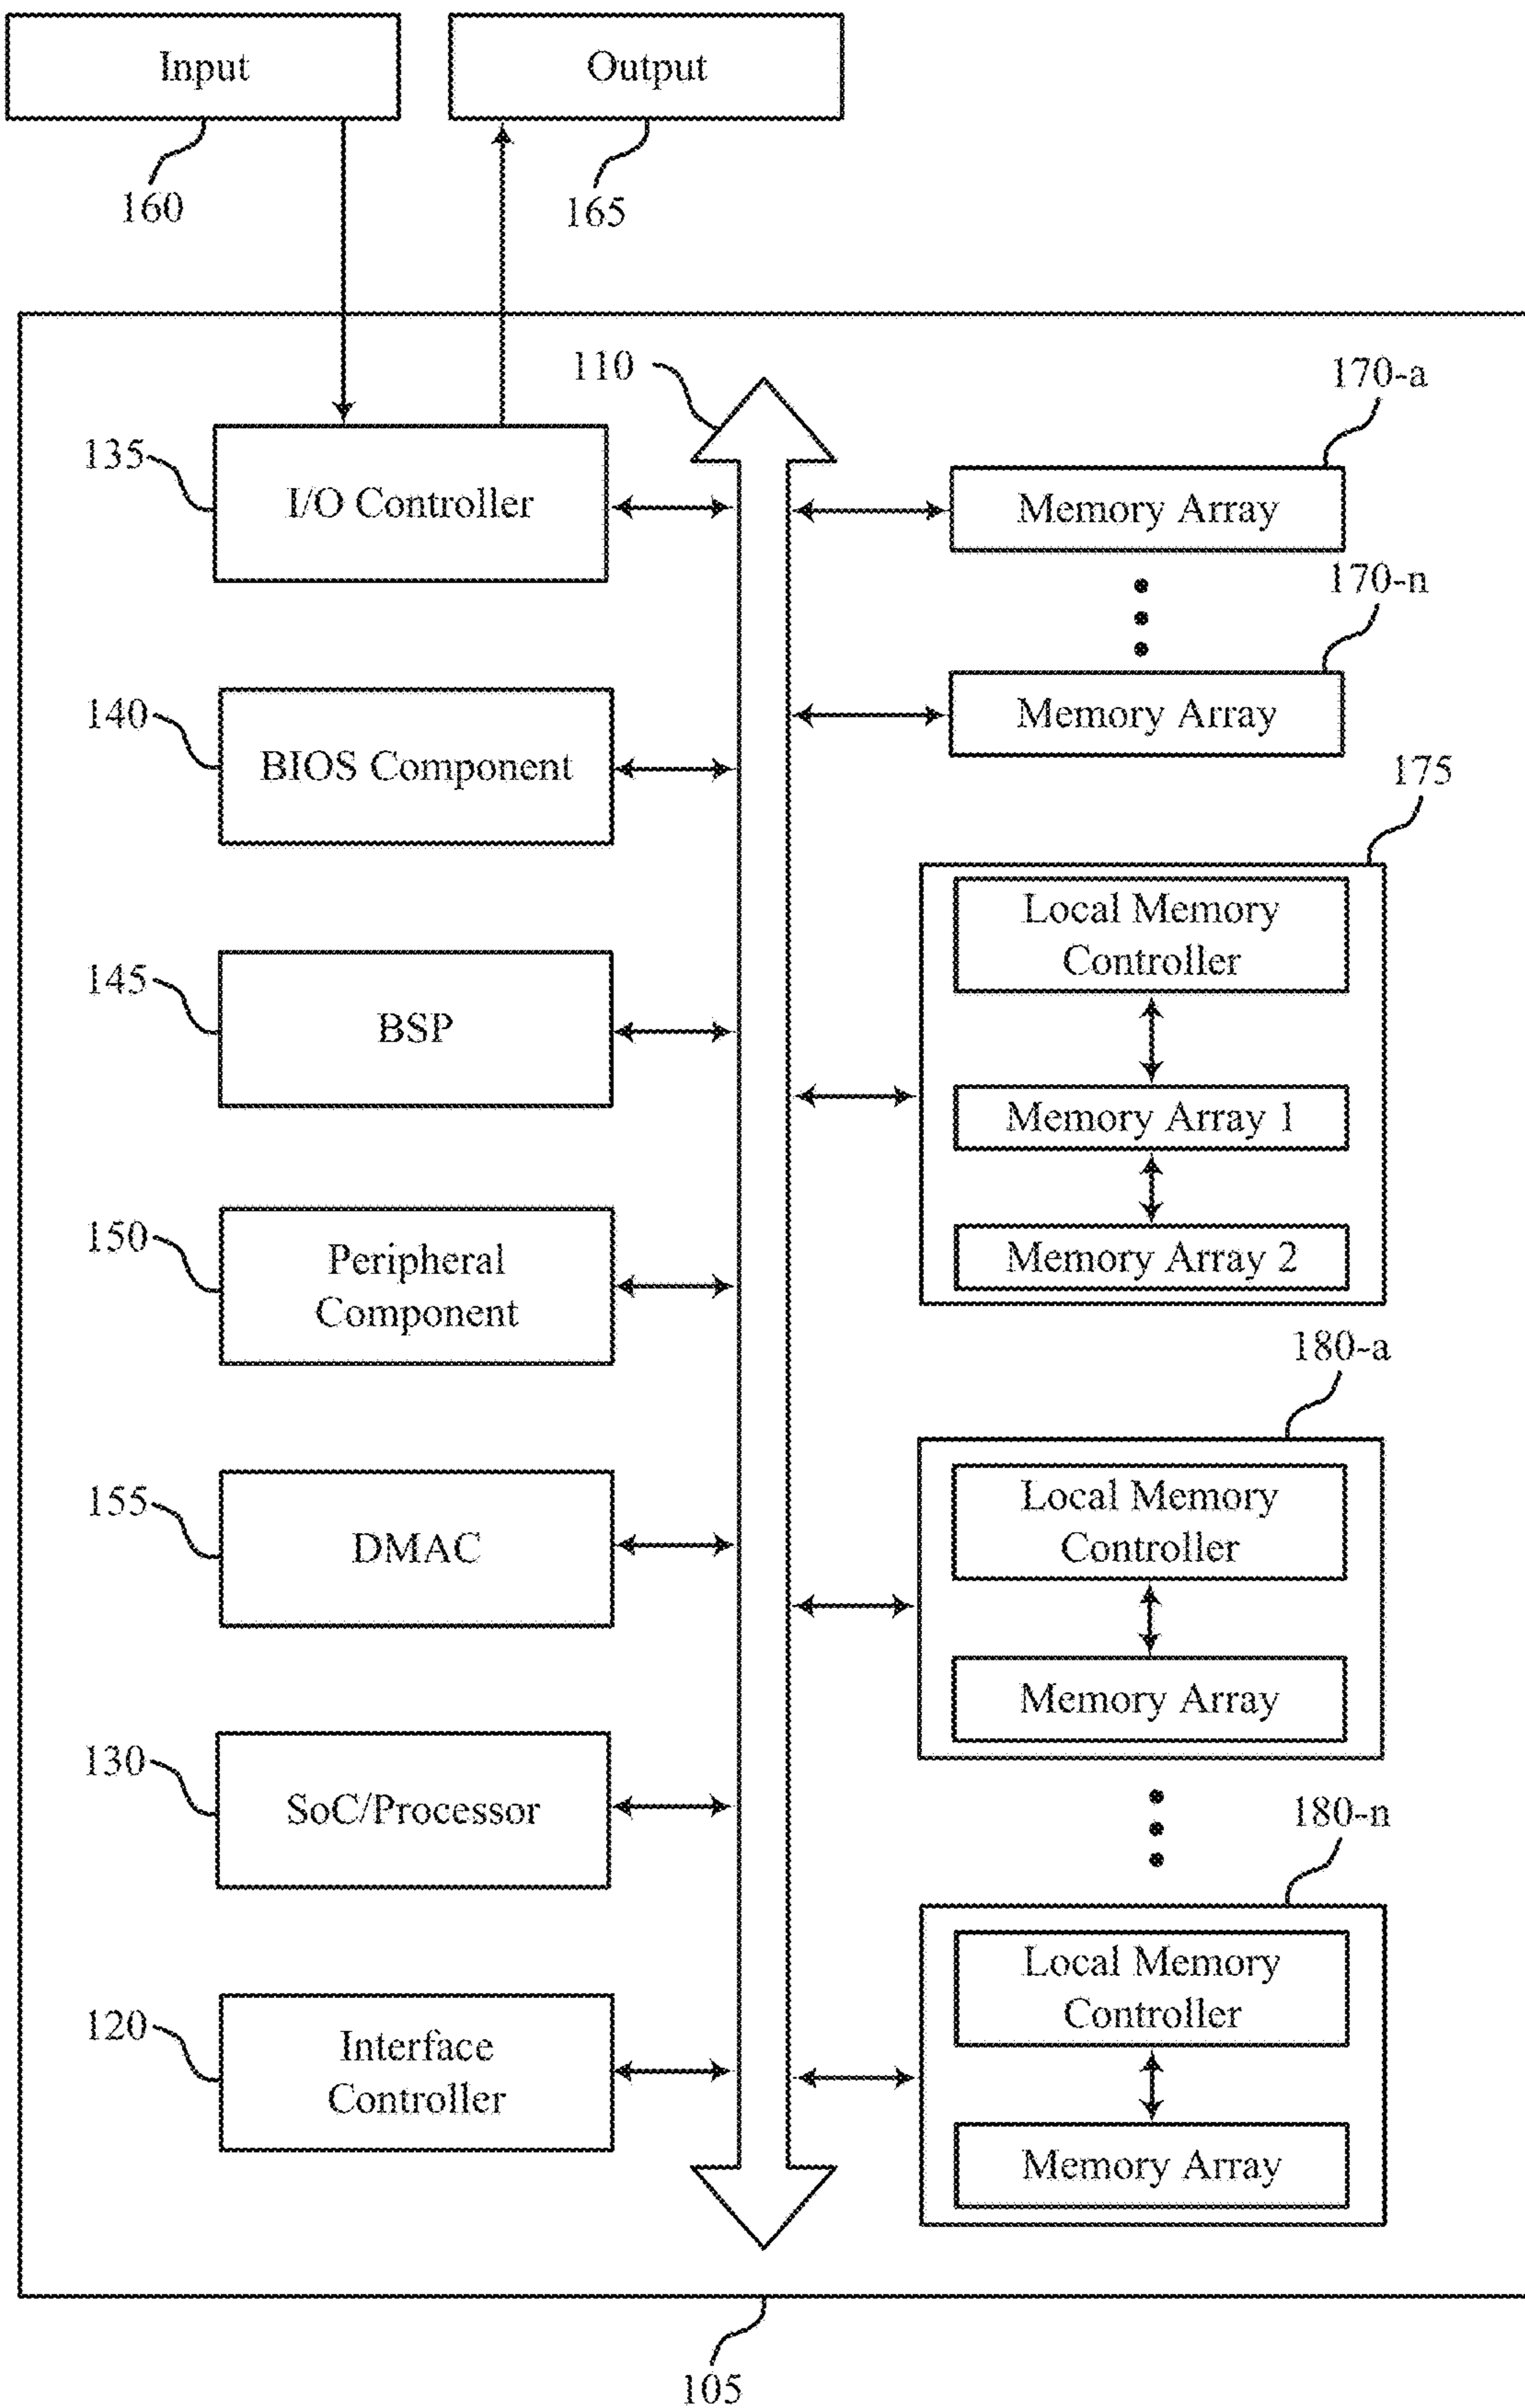 Input
Output
160
165
110
170-a
135
I/O Controller
Memory Array
170-n
140
BIOS Component
Memory Array
175
Local Memory
Controller
145
BSP
Memory Array 1
150
Peripheral
Component
Memory Array 2
180-a
155
DMAC
Local Memory
Controller
Memory Array
130
SoC/Processor
180-n
120
Interface
Controller
Local Memory
Controller
Memory Array
105